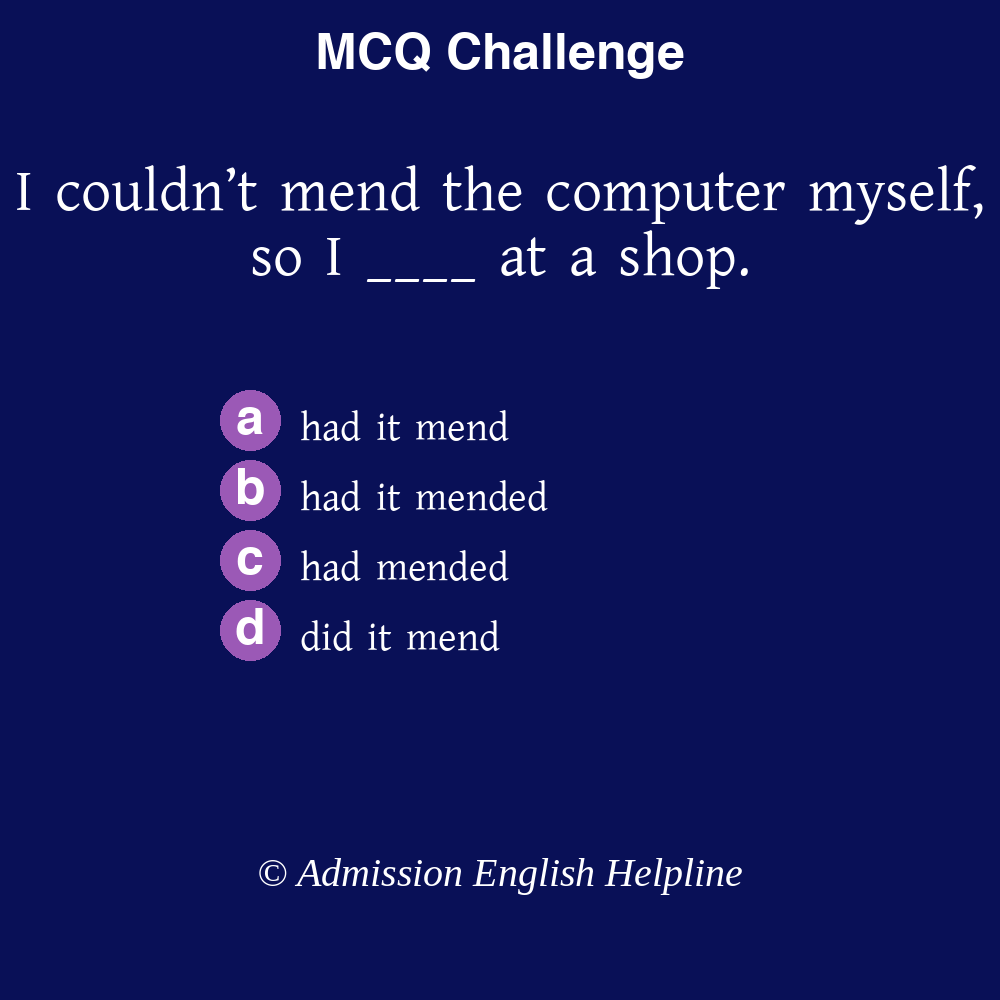 MCQ Challenge
I couldn’t mend the computer myself,
so I ____ at a shop.
a had it mend
b had it mended
c had mended
d did it mend
© Admission English Helpline